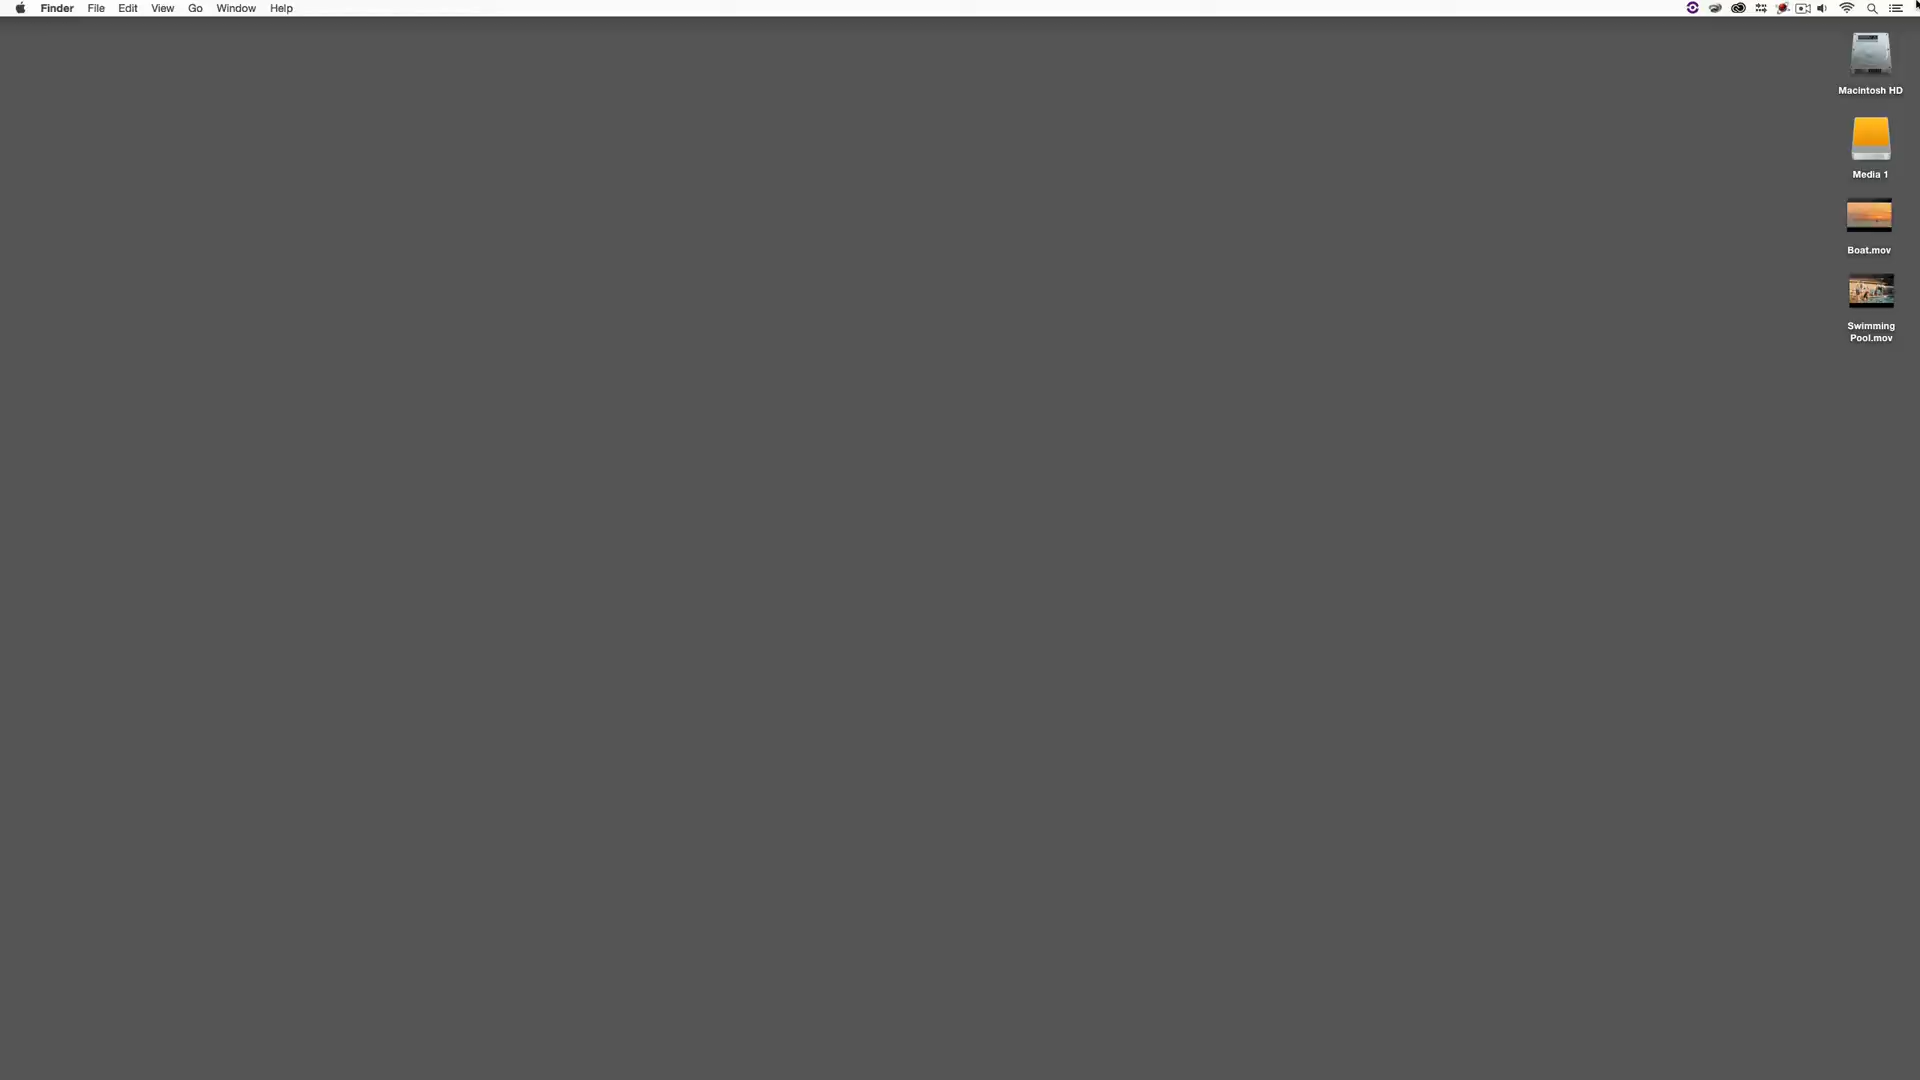 Finder File Edit View Go Window Help
Macintosh HD
Media 1
Boat.mov
Swimming
Pool.mov